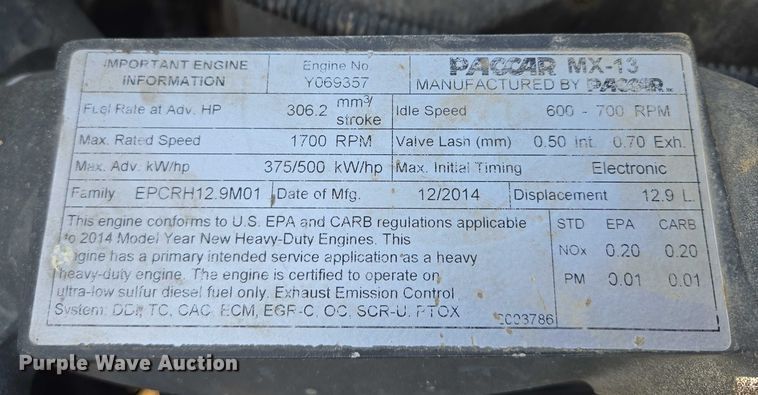 IMPORTANT ENGINE INFORMATION
Engine No Y069357
PACCAR MX-13
MANUFACTURED BY PACCAR
Fuel Rate at Adv. HP 306.2 mm³/stroke Idle Speed 600 - 700 RPM
Max. Rated Speed 1700 RPM Valve Lash (mm) 0.50 Int. 0.70 Exh.
Max. Adv. kW/hp 375/500 kW/hp Max. Initial Timing Electronic
Family EPCRH12.9M01 Date of Mfg. 12/2014 Displacement 12.9 L
This engine conforms to U.S. EPA and CARB regulations applicable
to 2014 Model Year New Heavy-Duty Engines. This
engine has a primary intended service application as a heavy
heavy-duty engine. The engine is certified to operate on
ultra-low sulfur diesel fuel only. Exhaust Emission Control
System: DDI, TC, CAC, ECM, EGR-C, OC, SCR-U, PTOX
STD EPA CARB
NOx 0.20 0.20
PM 0.01 0.01
Purple Wave Auction